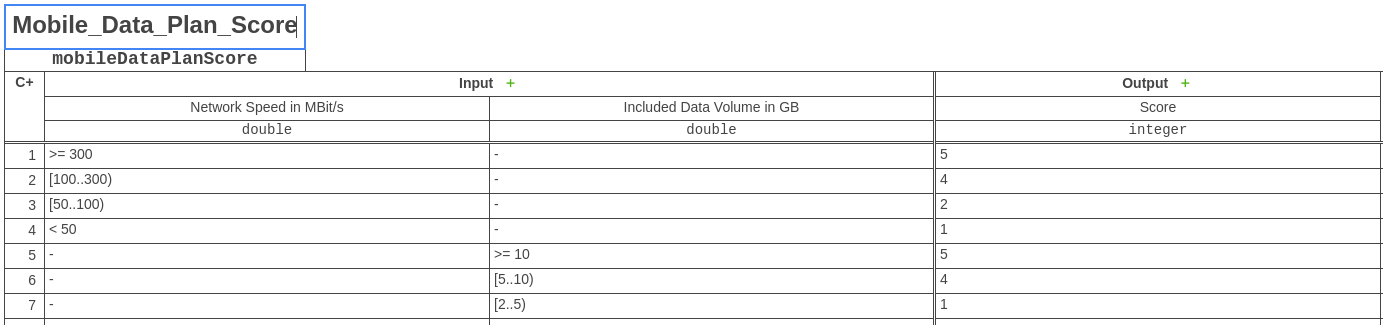 Mobile_Data_Plan_Score
mobileDataPlanScore
C+ Input + Output +
Network Speed in MBit/s Included Data Volume in GB Score
double double integer
1 >= 300 - 5
2 [100..300) - 4
3 [50..100) - 2
4 < 50 - 1
5 - >= 10 5
6 - [5..10) 4
7 - [2..5) 1